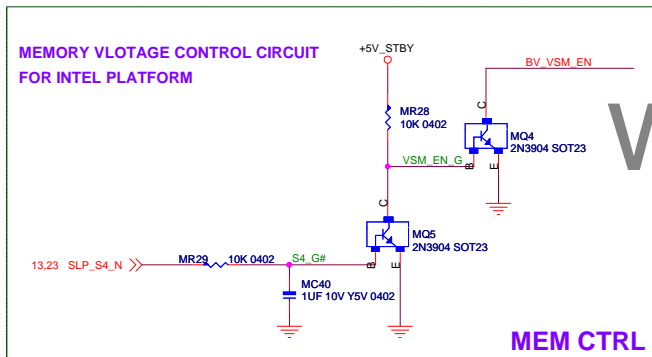 MEMORY VLOTAGE CONTROL CIRCUIT
FOR INTEL PLATFORM
+5V_STBY
BV_VSM_EN
MR28
10K 0402
C
MQ4
2N3904 SOT23
VSM_EN_G
B
E
V
C
MQ5
2N3904 SOT23
13,23 SLP_S4_N
MR29
10K 0402
S4_G#
B
E
MC40
1UF 10V Y5V 0402
MEM CTRL